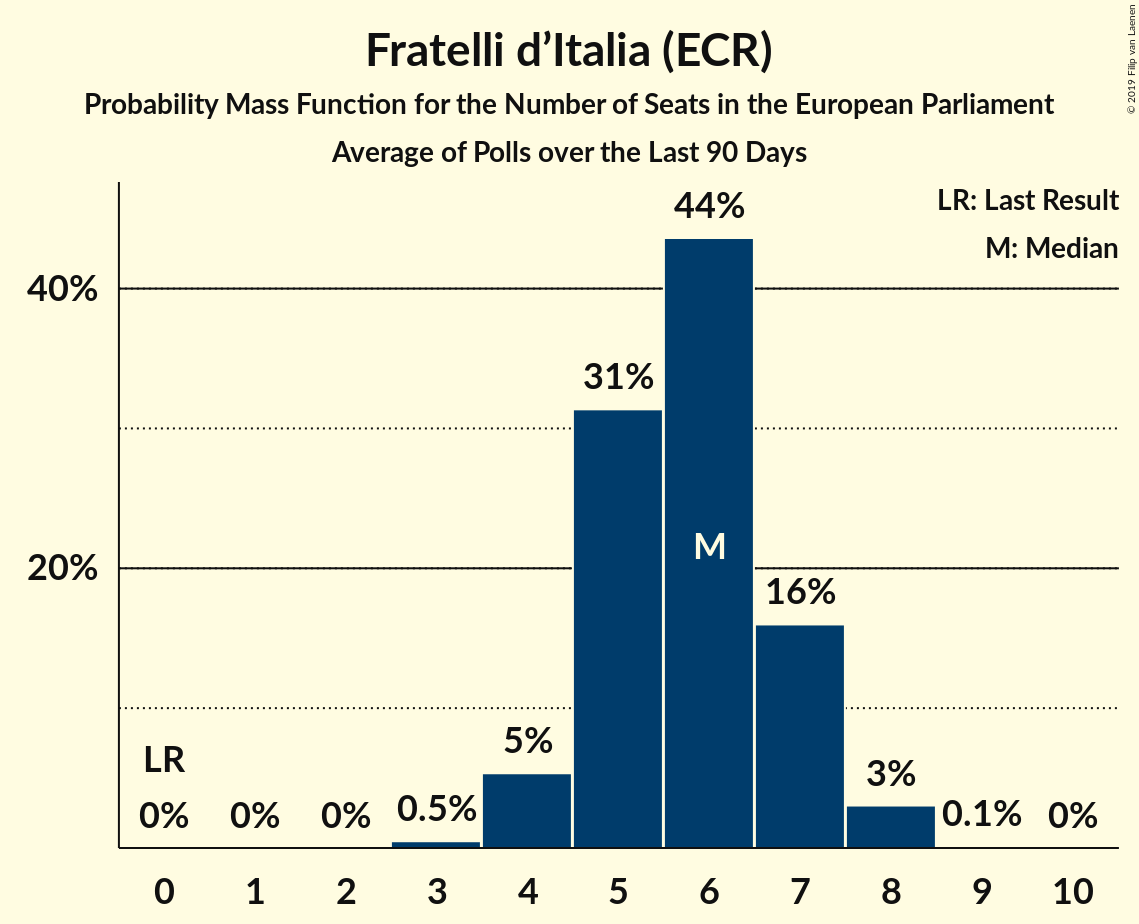 Fratelli d’Italia (ECR)
Probability Mass Function for the Number of Seats in the European Parliament
Average of Polls over the Last 90 Days
© 2019 Filip van Laenen
LR: Last Result
M: Median
44%
40%
31%
M
20%
16%
LR
5%
3%
0% 0% 0% 0.5% 0.1% 0%
0 1 2 3 4 5 6 7 8 9 10